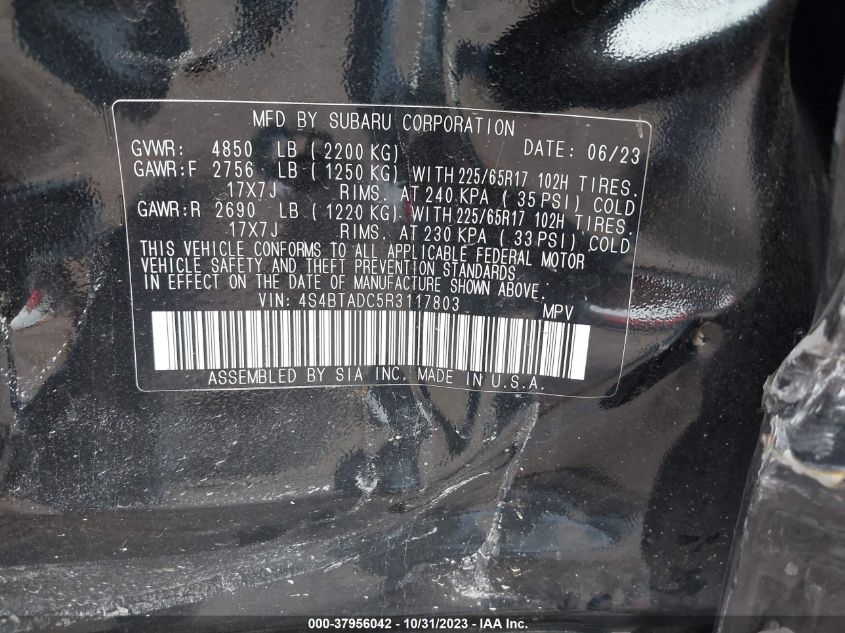 MFD BY SUBARU CORPORATION
GVWR: 4850 LB ( 2200 KG) DATE: 06/23
GAWR:F 2756 LB ( 1250 KG) WITH 225/65R17 102H TIRES.
17X7J RIMS. AT 240 KPA ( 35 PSI) COLD
GAWR:R 2690 LB ( 1220 KG) WITH 225/65R17 102H TIRES.
17X7J RIMS. AT 230 KPA ( 33 PSI) COLD
THIS VEHICLE CONFORMS TO ALL APPLICABLE FEDERAL MOTOR
VEHICLE SAFETY AND THEFT PREVENTION STANDARDS
IN EFFECT ON THE DATE OF MANUFACTURE SHOWN ABOVE.
VIN: 4S4BTADC5R3117803 MPV
ASSEMBLED BY SIA INC. MADE IN U.S.A.
000-37956042 - 10/31/2023 - IAA Inc.